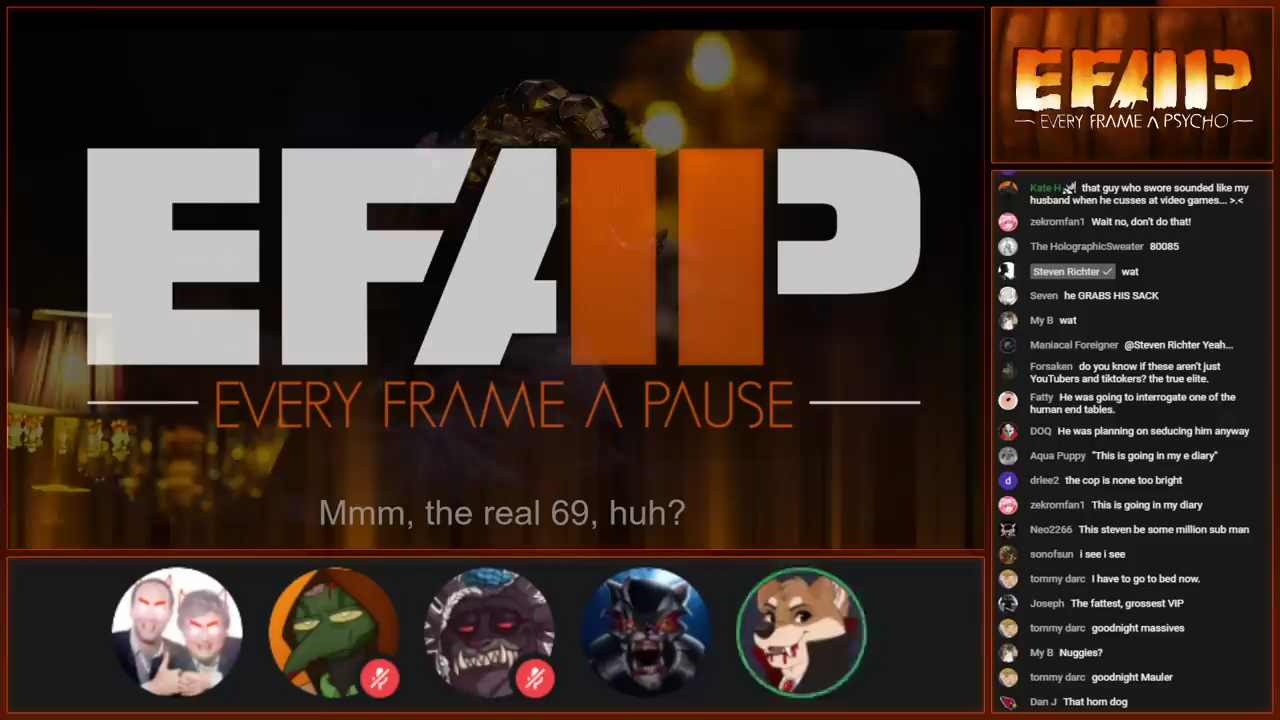 EFAIIP
EVERY FRAME A PAUSE
Mmm, the real 69, huh?
EFAIIP
EVERY FRAME A PSYCHO
Kate H that guy who swore sounded like my
husband when he cusses at video games... >.<
zekromfan1 Wait no, don't do that!
The HolographicSweater 80085
Steven Richter wat
Seven he GRABS HIS SACK
My B wat
Maniacal Foreigner @Steven Richter Yeah...
Forsaken do you know if these aren't just
YouTubers and tiktokers? the true elite.
Fatty He was going to interrogate one of the
human end tables.
DOQ He was planning on seducing him anyway
Aqua Puppy "This is going in my e diary"
d drlee2 the cop is none too bright
zekromfan1 This is going in my diary
Neo2266 This steven be some million sub man
sonofsun i see i see
tommy darc I have to go to bed now.
Joseph The fattest, grossest VIP
tommy darc goodnight massives
My B Nuggies?
tommy darc goodnight Mauler
Dan J That horn dog